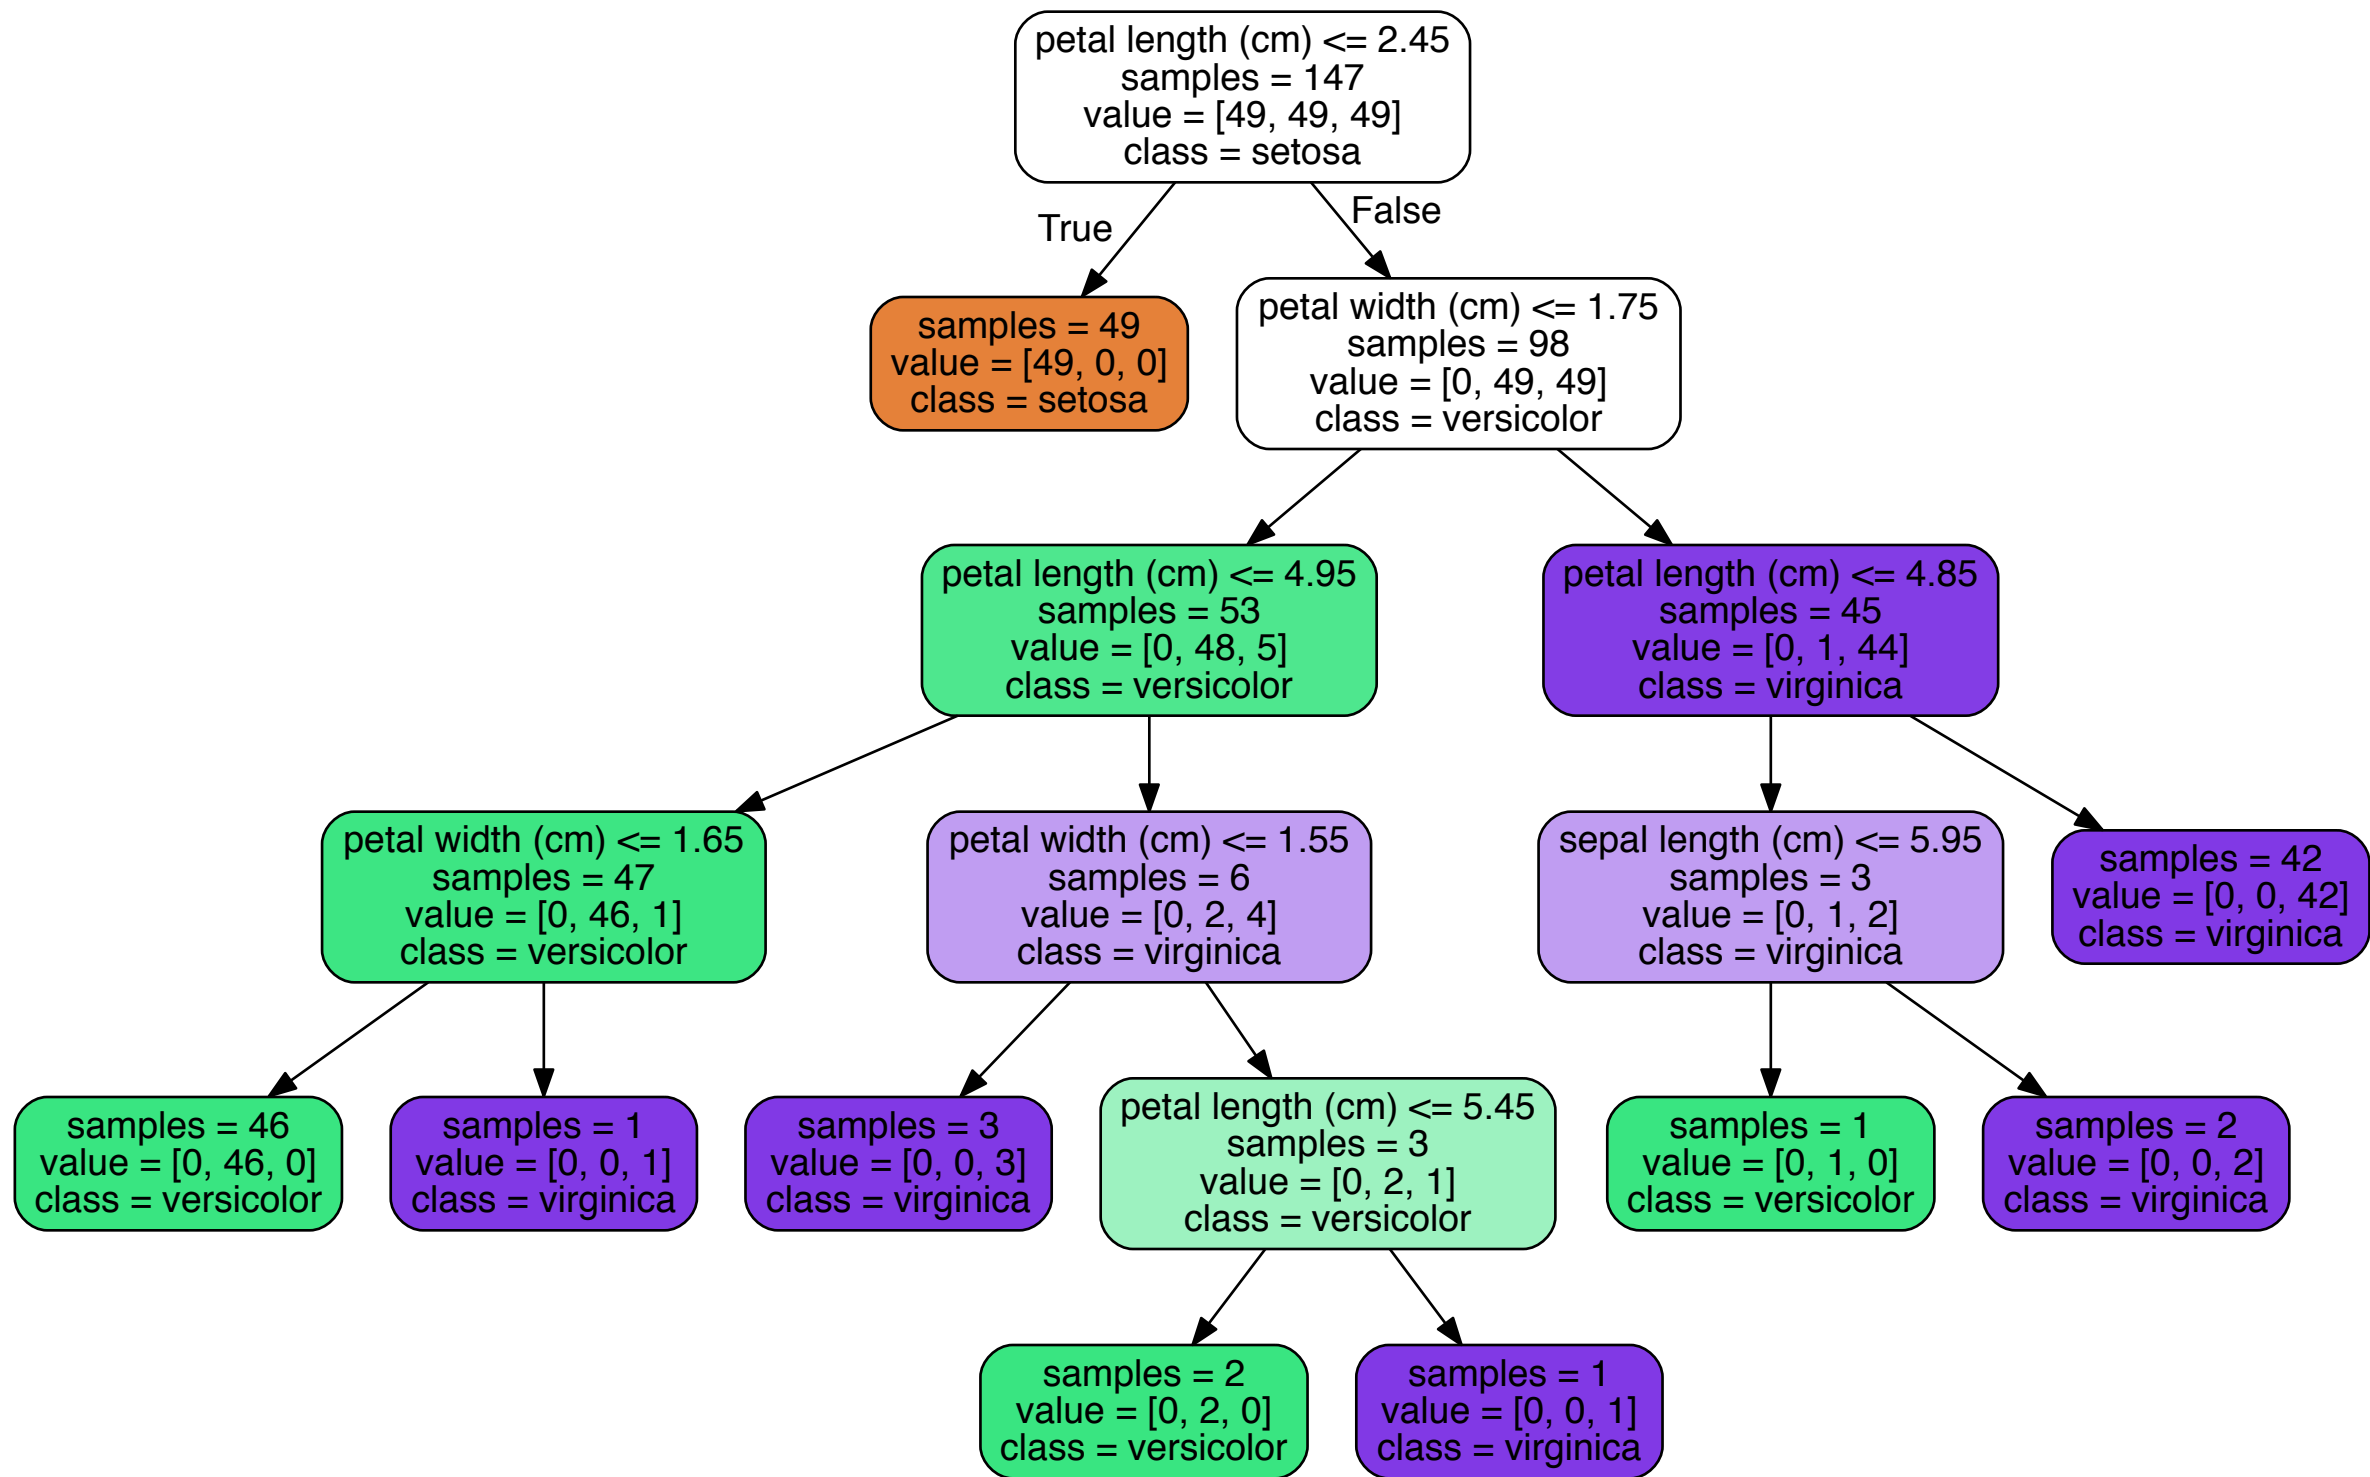 petal length (cm) <= 2.45
samples = 147
value = [49, 49, 49]
class = setosa
True
False
samples = 49
value = [49, 0, 0]
class = setosa
petal width (cm) <= 1.75
samples = 98
value = [0, 49, 49]
class = versicolor
petal length (cm) <= 4.95
samples = 53
value = [0, 48, 5]
class = versicolor
petal length (cm) <= 4.85
samples = 45
value = [0, 1, 44]
class = virginica
petal width (cm) <= 1.65
samples = 47
value = [0, 46, 1]
class = versicolor
petal width (cm) <= 1.55
samples = 6
value = [0, 2, 4]
class = virginica
sepal length (cm) <= 5.95
samples = 3
value = [0, 1, 2]
class = virginica
samples = 42
value = [0, 0, 42]
class = virginica
samples = 46
value = [0, 46, 0]
class = versicolor
samples = 1
value = [0, 0, 1]
class = virginica
samples = 3
value = [0, 0, 3]
class = virginica
petal length (cm) <= 5.45
samples = 3
value = [0, 2, 1]
class = versicolor
samples = 1
value = [0, 1, 0]
class = versicolor
samples = 2
value = [0, 0, 2]
class = virginica
samples = 2
value = [0, 2, 0]
class = versicolor
samples = 1
value = [0, 0, 1]
class = virginica